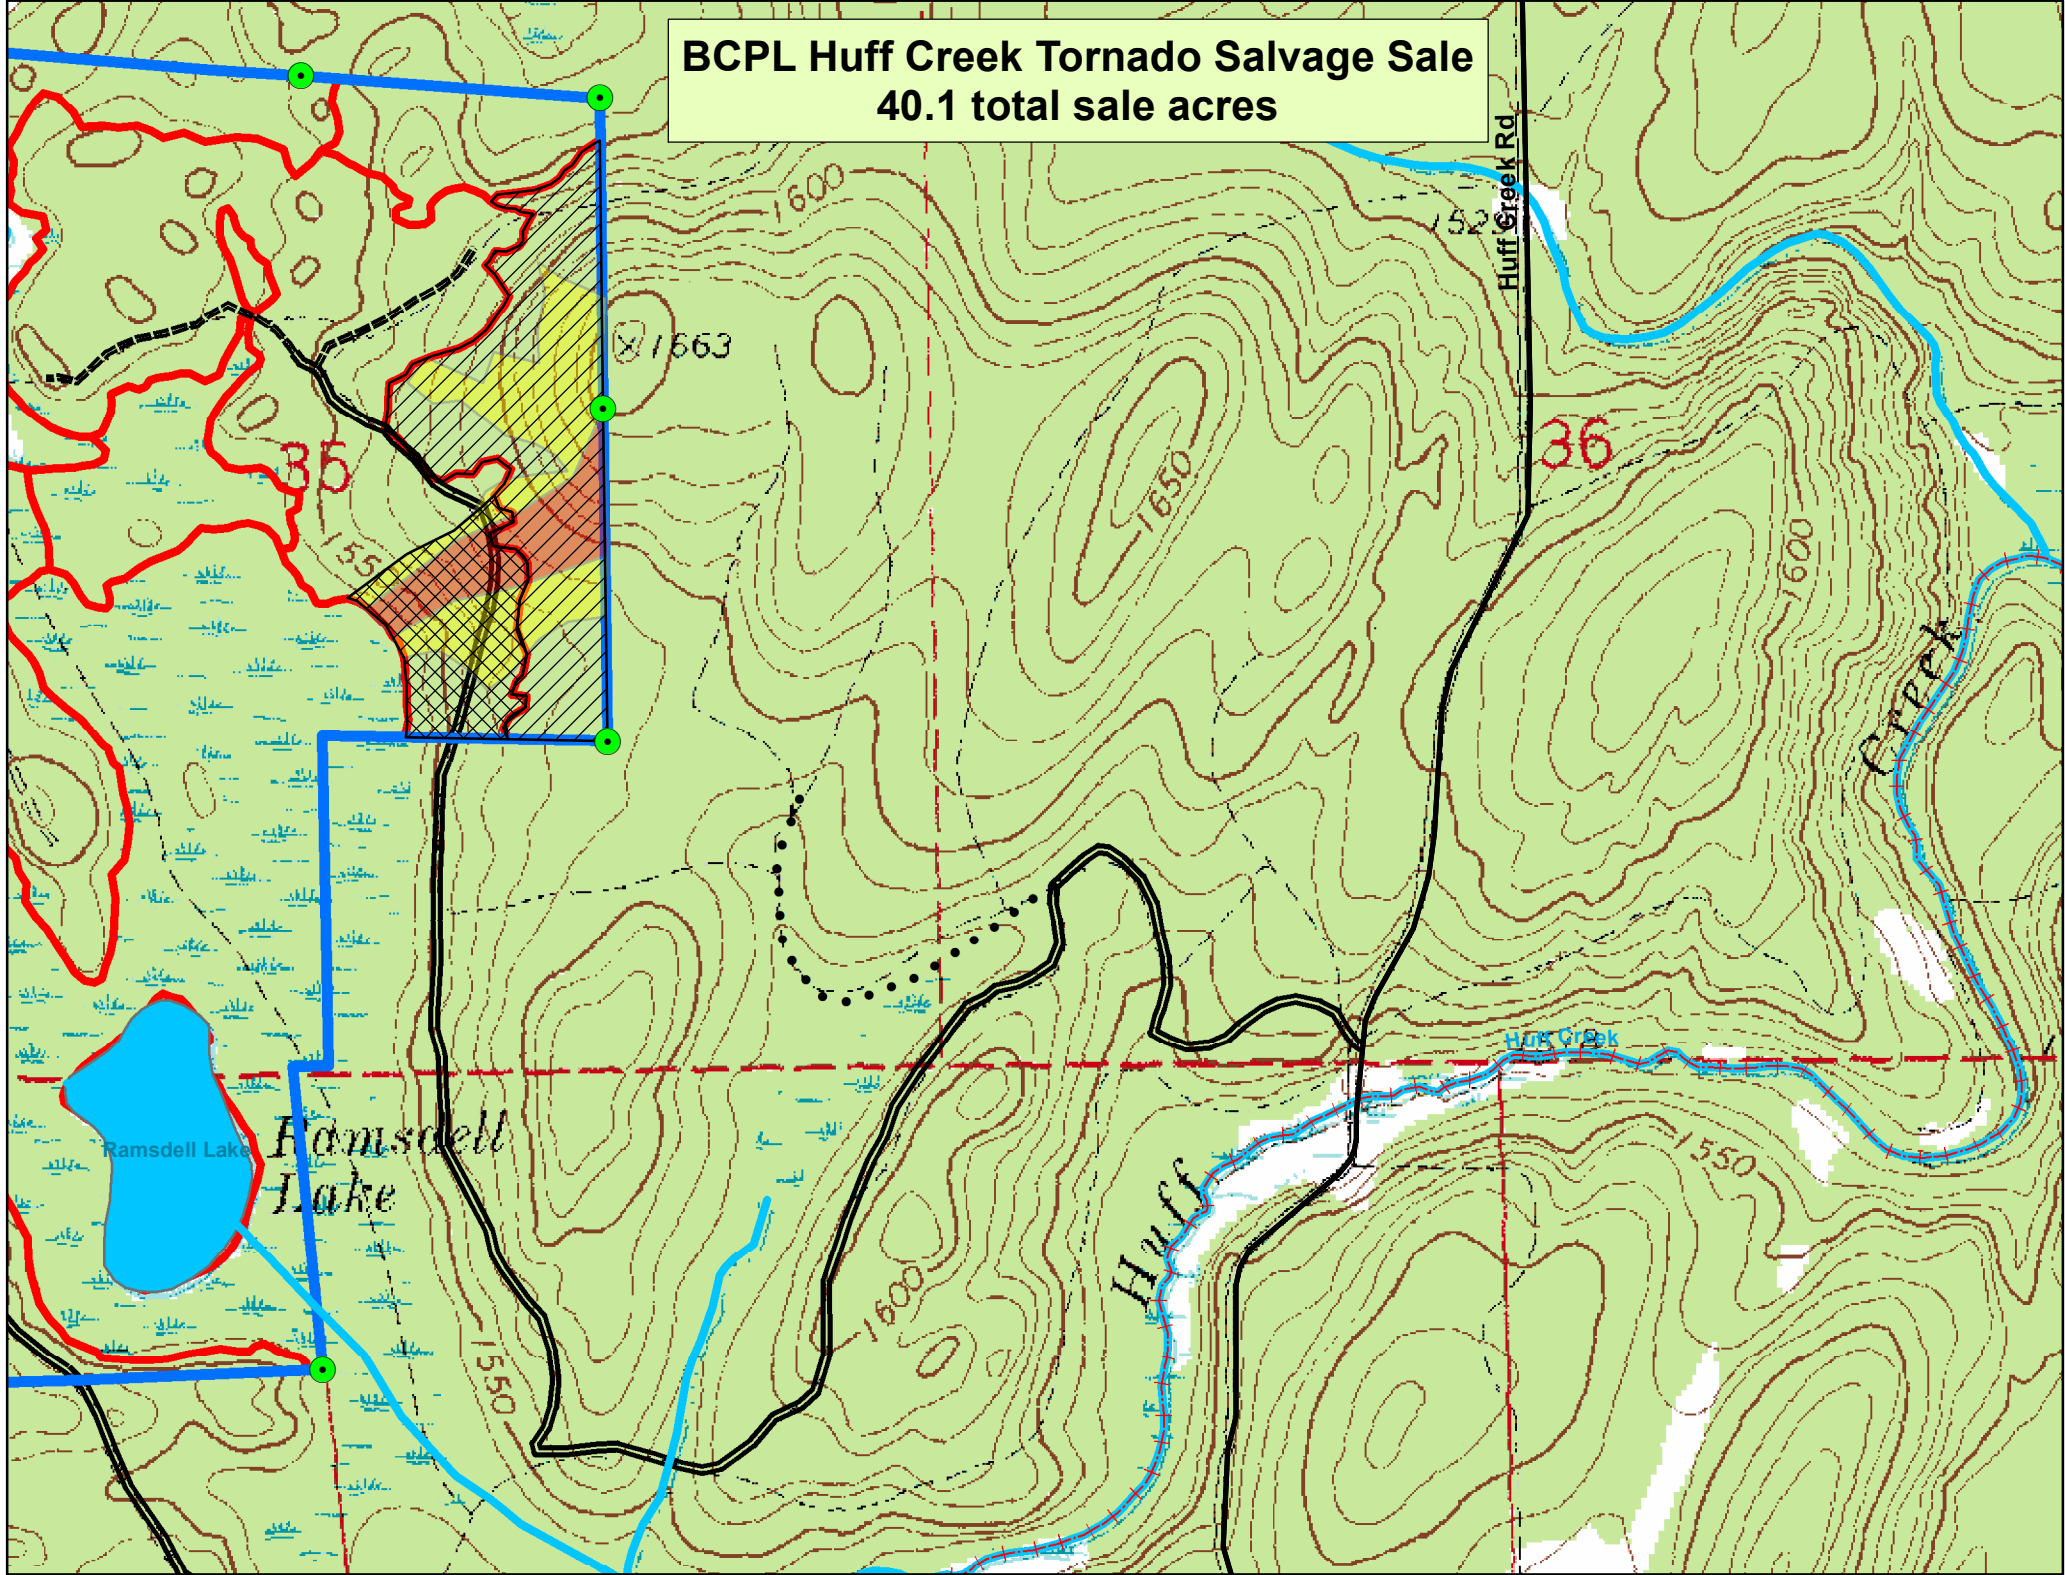 BCPL Huff Creek Tornado Salvage Sale
40.1 total sale acres
Huff Creek Rd
1600
1663
35
36
1650
1600
155
Creek
Huff Creek
Ramsdell Lake
Ramsdell
Lake
Huff
1550
1600
1550